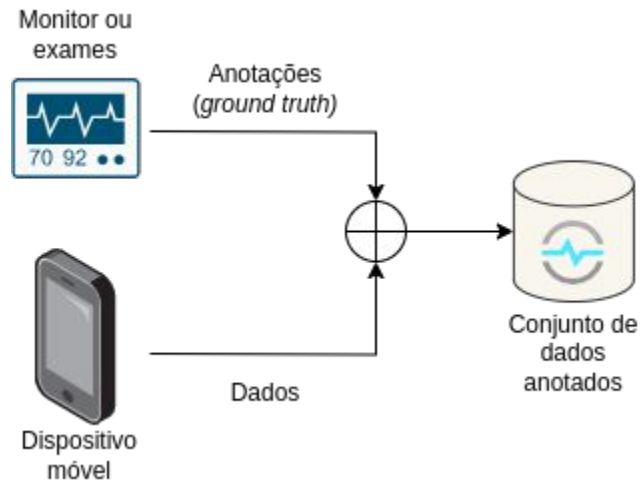 Monitor ou
exames
Anotações
(ground truth)
70 92
Conjunto de
dados
anotados
Dados
Dispositivo
móvel